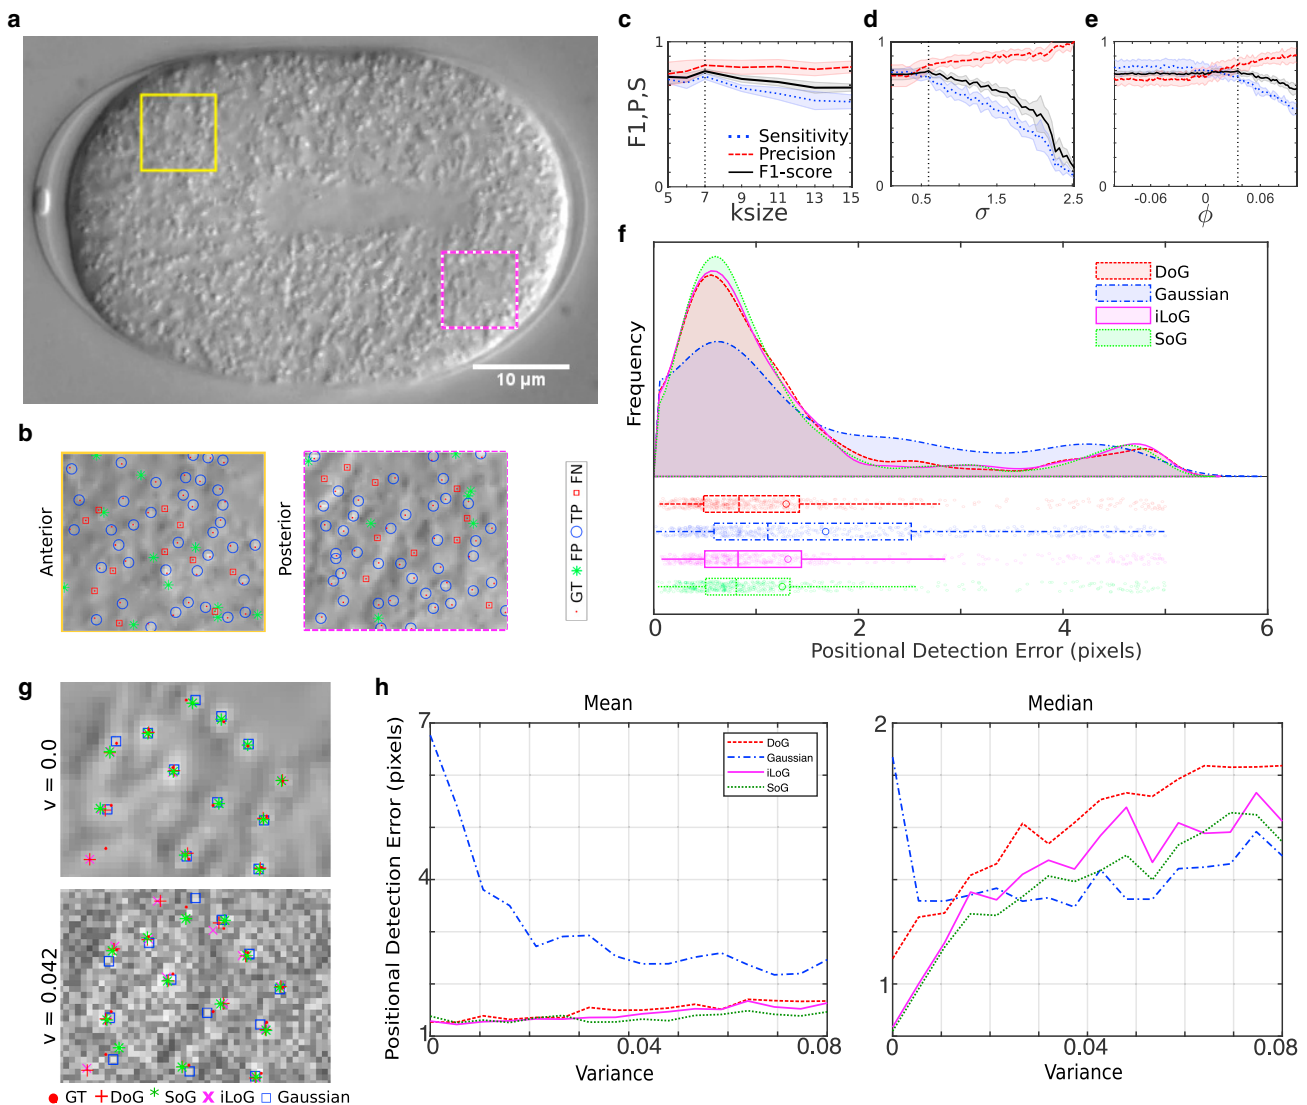 a
10 µm
b
Anterior
Posterior
GT FP TP FN
c
1
F1,P,S
0
Sensitivity
Precision
F1-score
5 7 9 11 13 15
ksize
d
1
0
0.5 1.5 2.5
σ
e
1
0
-0.06 0 0.06
ϕ
f
Frequency
DoG
Gaussian
iLoG
SoG
0 2 4 6
Positional Detection Error (pixels)
g
v = 0.0
v = 0.042
GT DoG SoG iLoG Gaussian
h
Mean
Positional Detection Error (pixels)
7
4
1
DoG
Gaussian
iLoG
SoG
0 0.04 0.08
Variance
Median
2
1
0 0.04 0.08
Variance